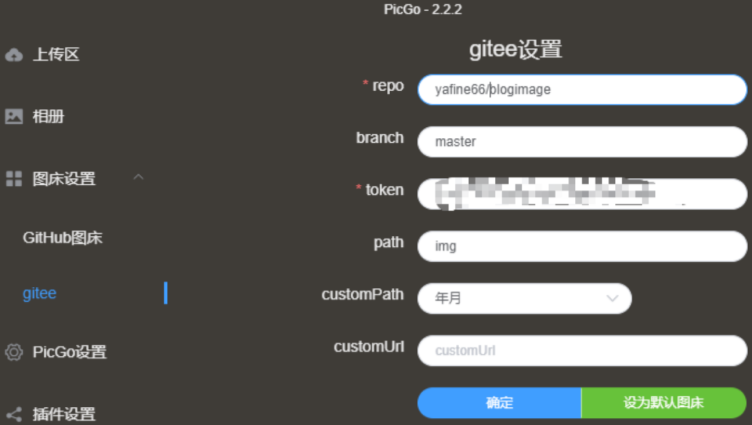 PicGo - 2.2.2
上传区
相册
图床设置
GitHub图床
gitee
PicGo设置
插件设置
gitee设置
* repo
yafine66/blogimage
branch
master
* token
path
img
customPath
年月
customUrl
customUrl
确定
设为默认图床